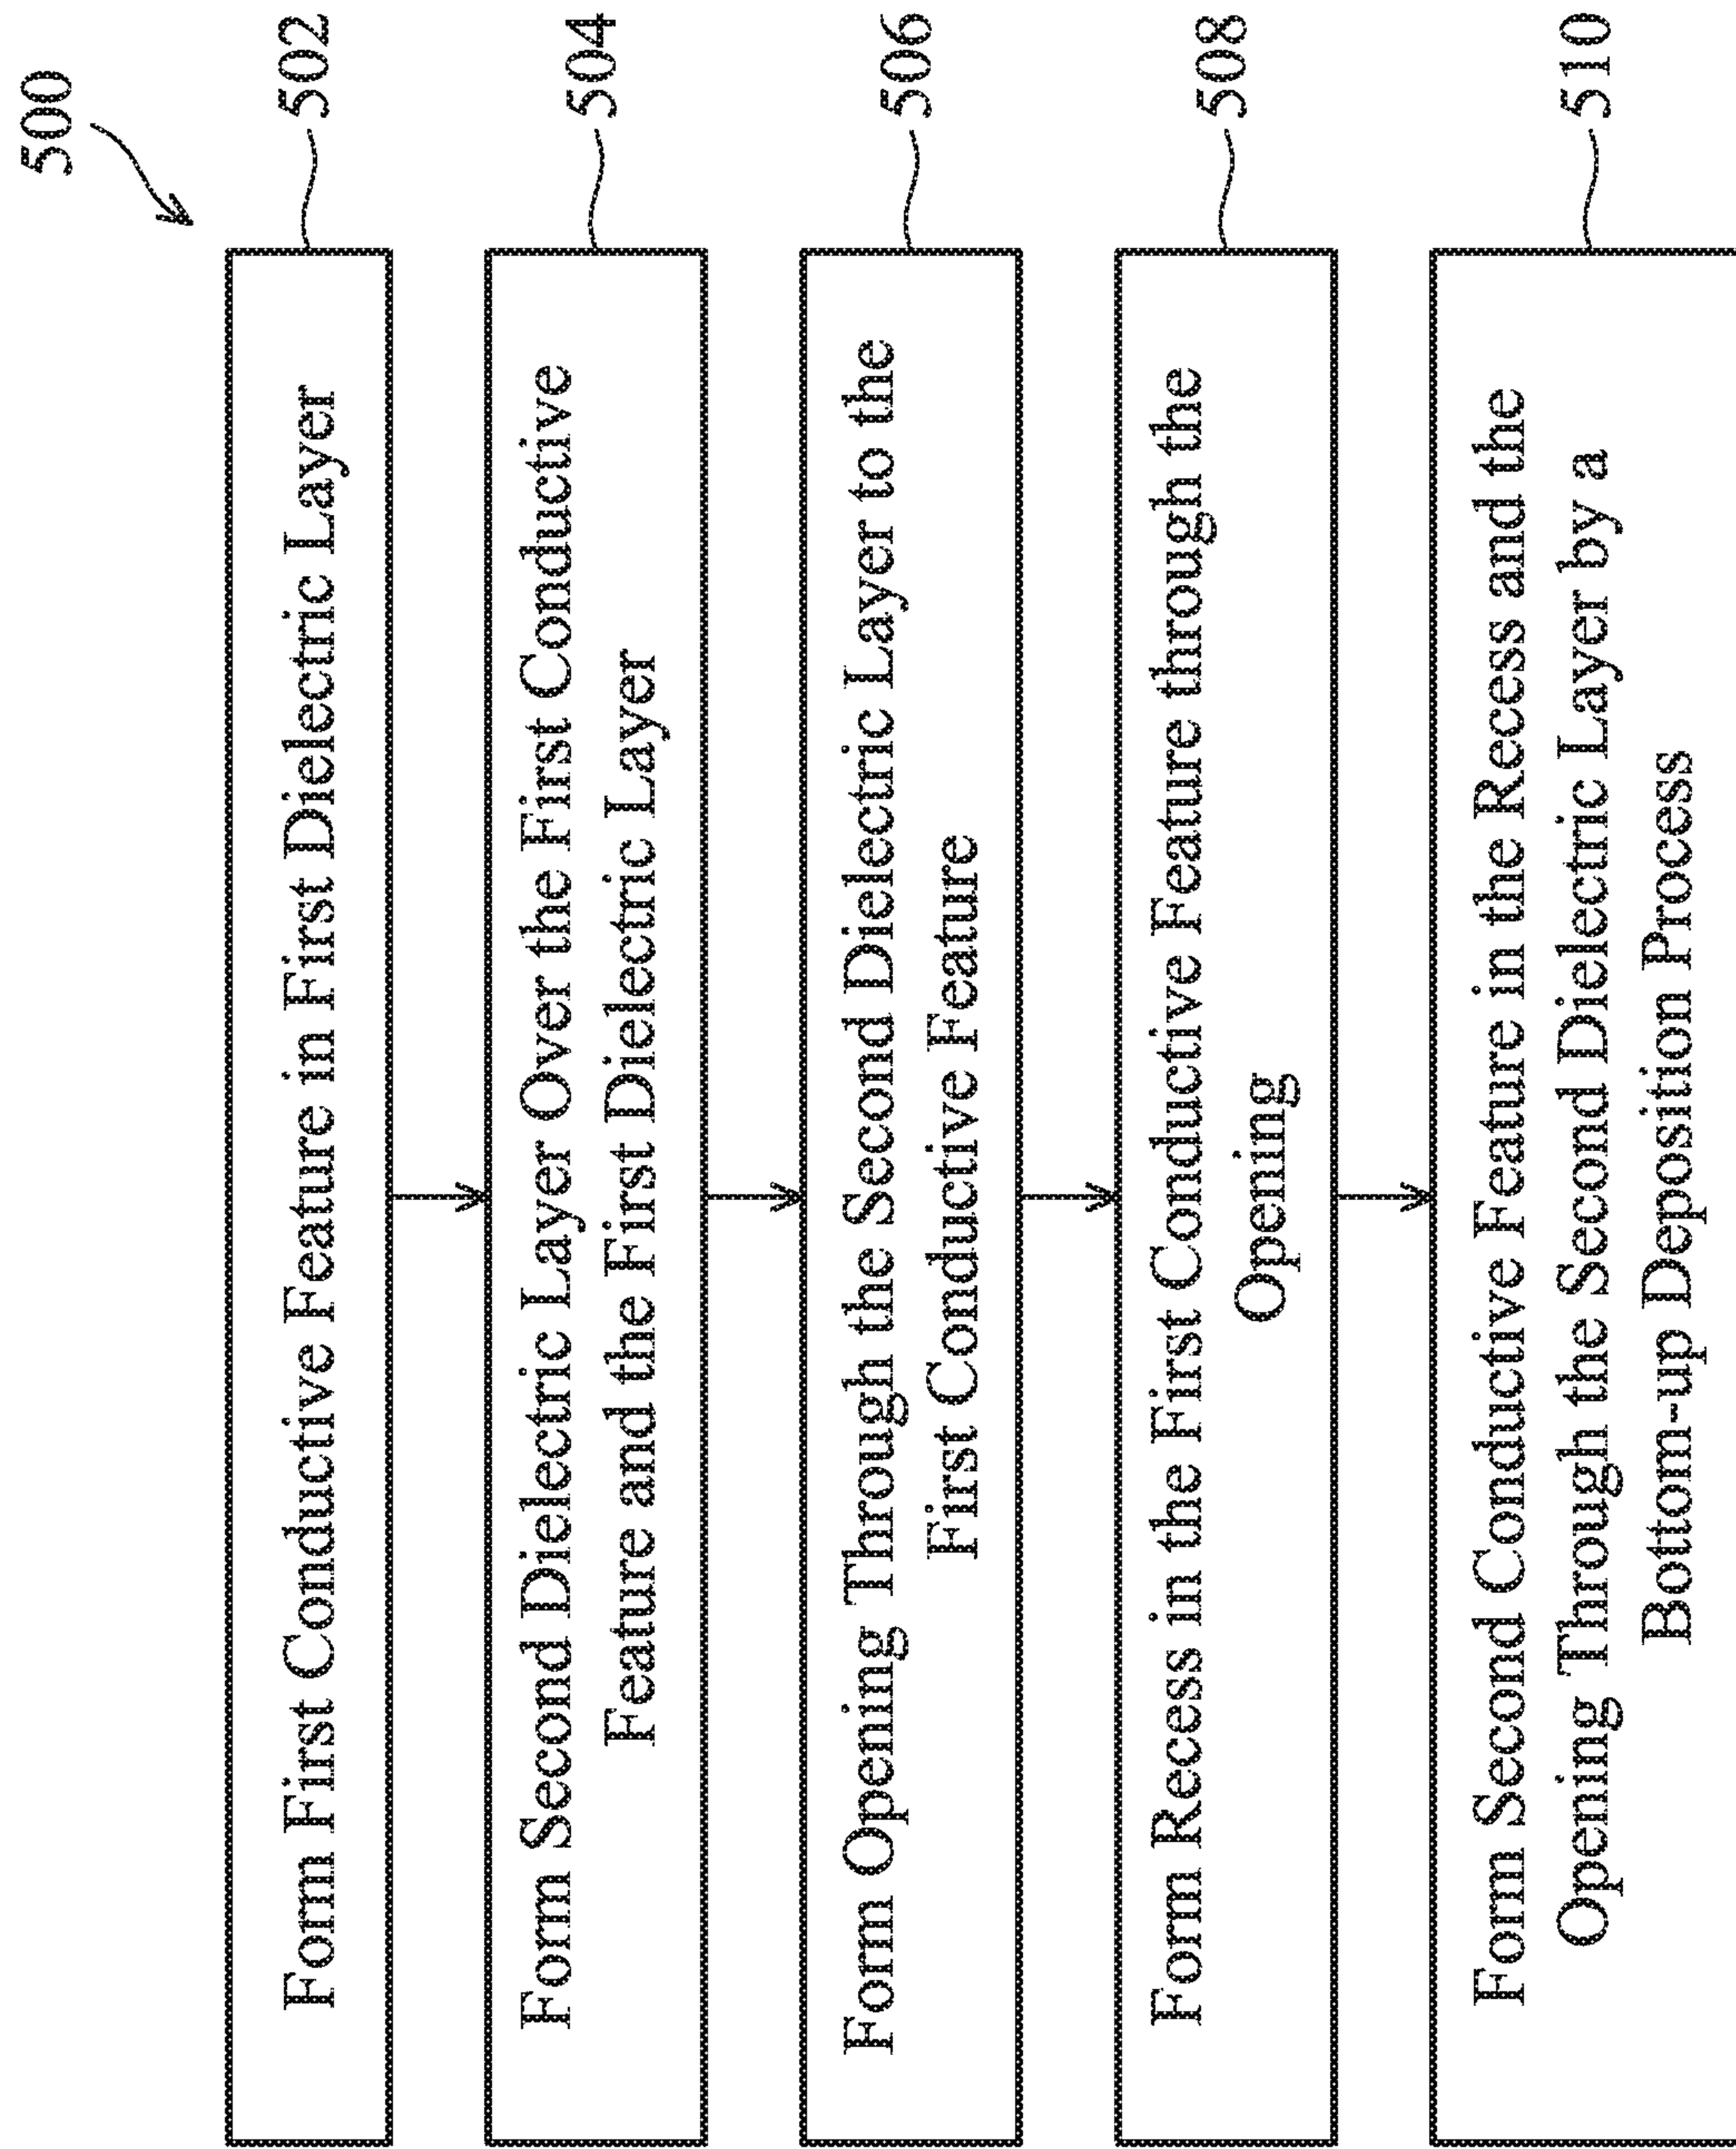 500
Form First Conductive Feature in First Dielectric Layer
502
Form Second Dielectric Layer Over the First Conductive
Feature and the First Dielectric Layer
504
Form Opening Through the Second Dielectric Layer to the
First Conductive Feature
506
Form Recess in the First Conductive Feature through the
Opening
508
Form Second Conductive Feature in the Recess and the
Opening Through the Second Dielectric Layer by a
Bottom-up Deposition Process
510